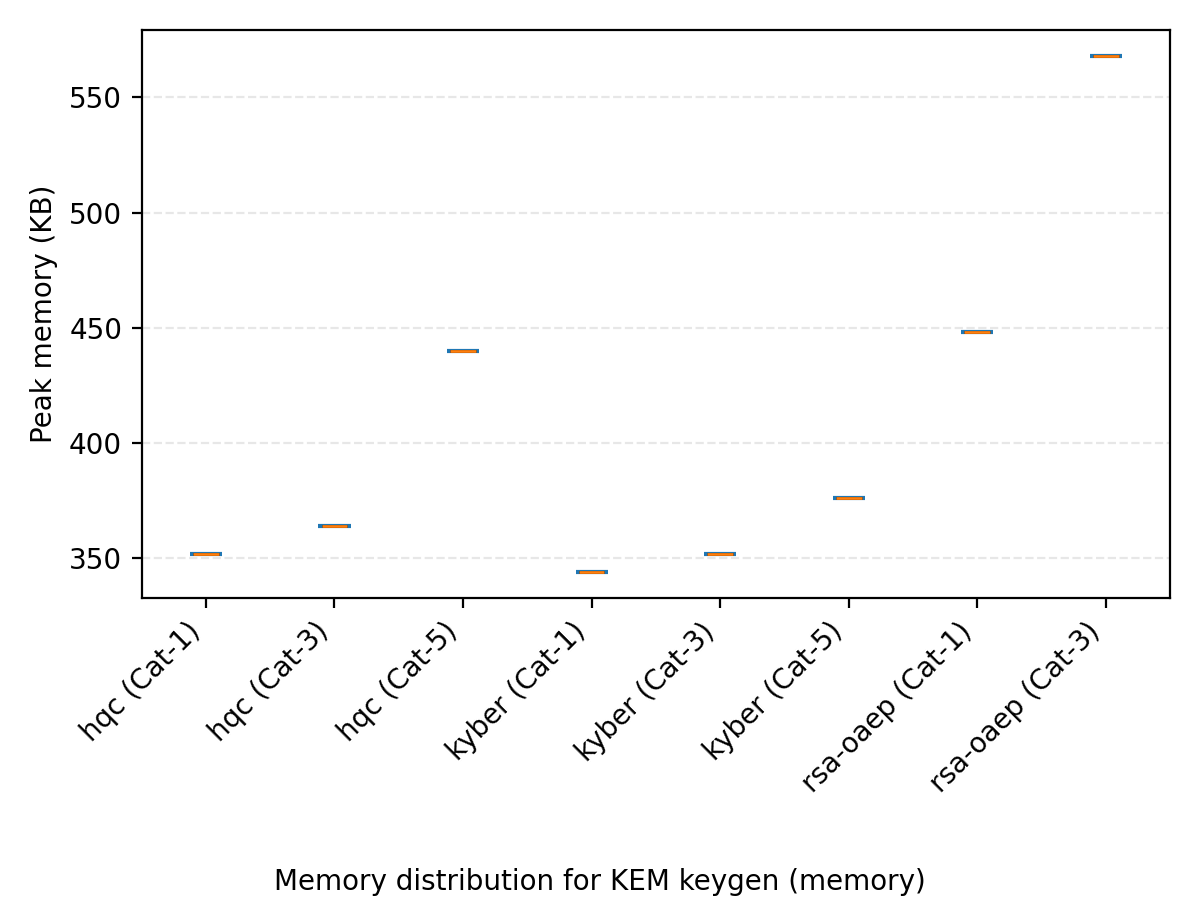 Peak memory (KB)
550
500
450
400
350
hqc (Cat-1)
hqc (Cat-3)
hqc (Cat-5)
kyber (Cat-1)
kyber (Cat-3)
kyber (Cat-5)
rsa-oaep (Cat-1)
rsa-oaep (Cat-3)
Memory distribution for KEM keygen (memory)